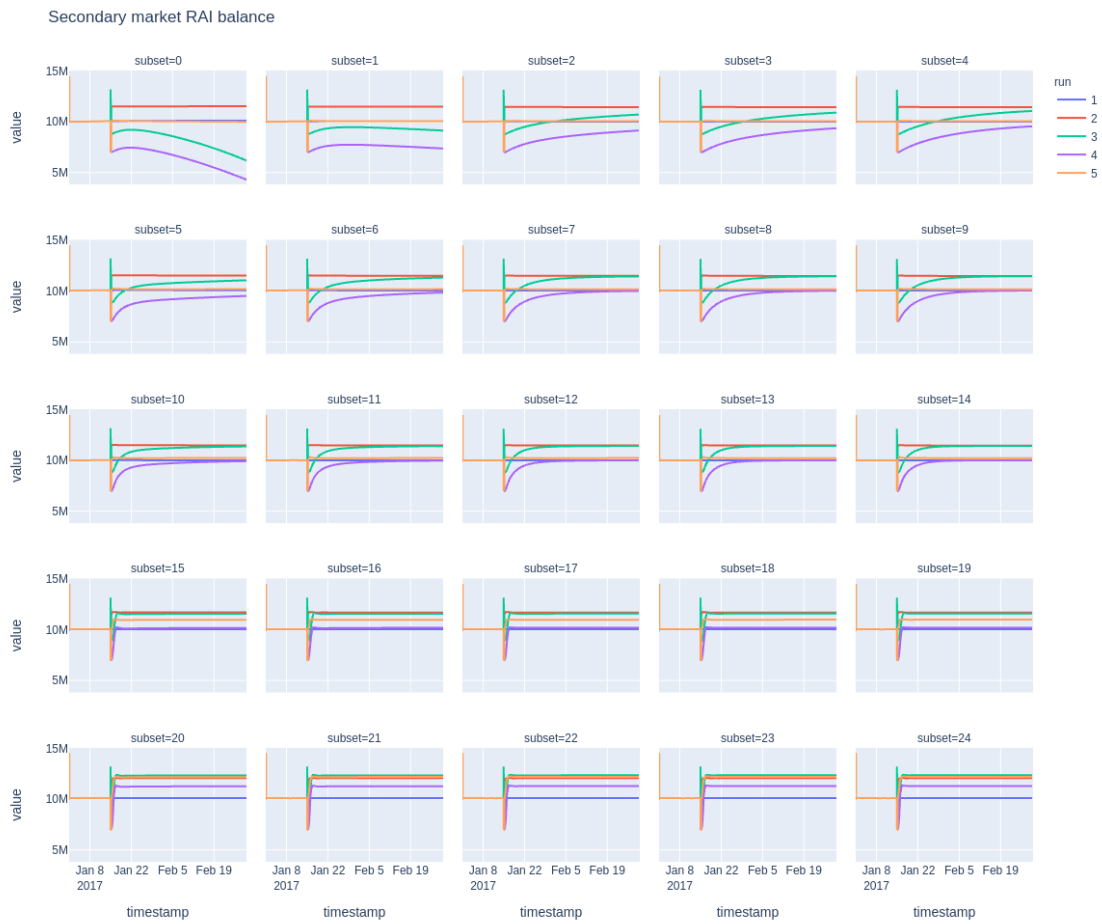 Secondary market RAI balance
subset=0 subset=1 subset=2 subset=3 subset=4
15M
10M
5M
value
run
1
2
3
4
5
subset=5 subset=6 subset=7 subset=8 subset=9
15M
10M
5M
value
subset=10 subset=11 subset=12 subset=13 subset=14
15M
10M
5M
value
subset=15 subset=16 subset=17 subset=18 subset=19
15M
10M
5M
value
subset=20 subset=21 subset=22 subset=23 subset=24
15M
10M
5M
value
Jan 8 Jan 22 Feb 5 Feb 19 Jan 8 Jan 22 Feb 5 Feb 19 Jan 8 Jan 22 Feb 5 Feb 19 Jan 8 Jan 22 Feb 5 Feb 19 Jan 8 Jan 22 Feb 5 Feb 19
2017 2017 2017 2017 2017
timestamp timestamp timestamp timestamp timestamp